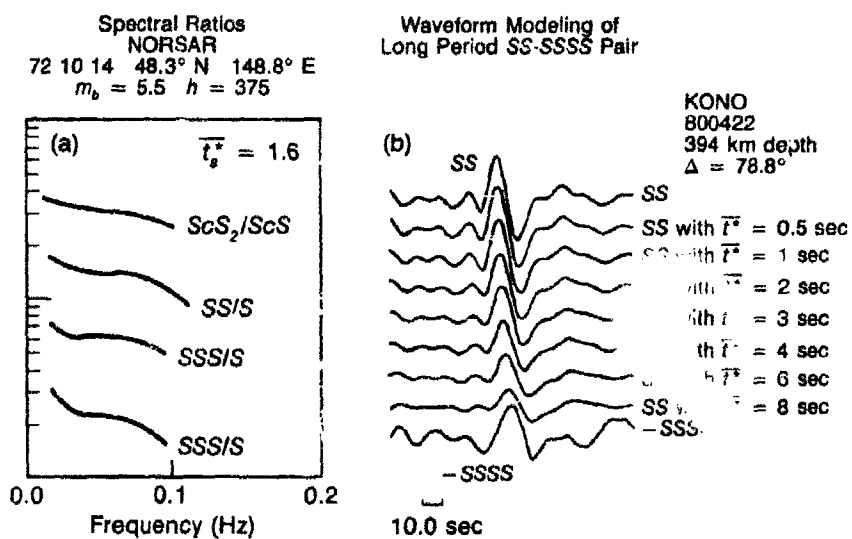 Spectral Ratios
NORSAR
72 10 14 48.3° N 148.8° E
m_b = 5.5 h = 375
(a)
t_s* = 1.6
ScS₂/ScS
SS/S
SSS/S
SSS/S
0.0 0.1 0.2
Frequency (Hz)
Waveform Modeling of
Long Period SS-SSSS Pair
(b)
KONO
800422
394 km depth
Δ = 78.8°
SS
SS
SS with t* = 0.5 sec
with t* = 1 sec
= 2 sec
= 3 sec
= 4 sec
t* = 6 sec
SS = 8 sec
−SSSS
10.0 sec